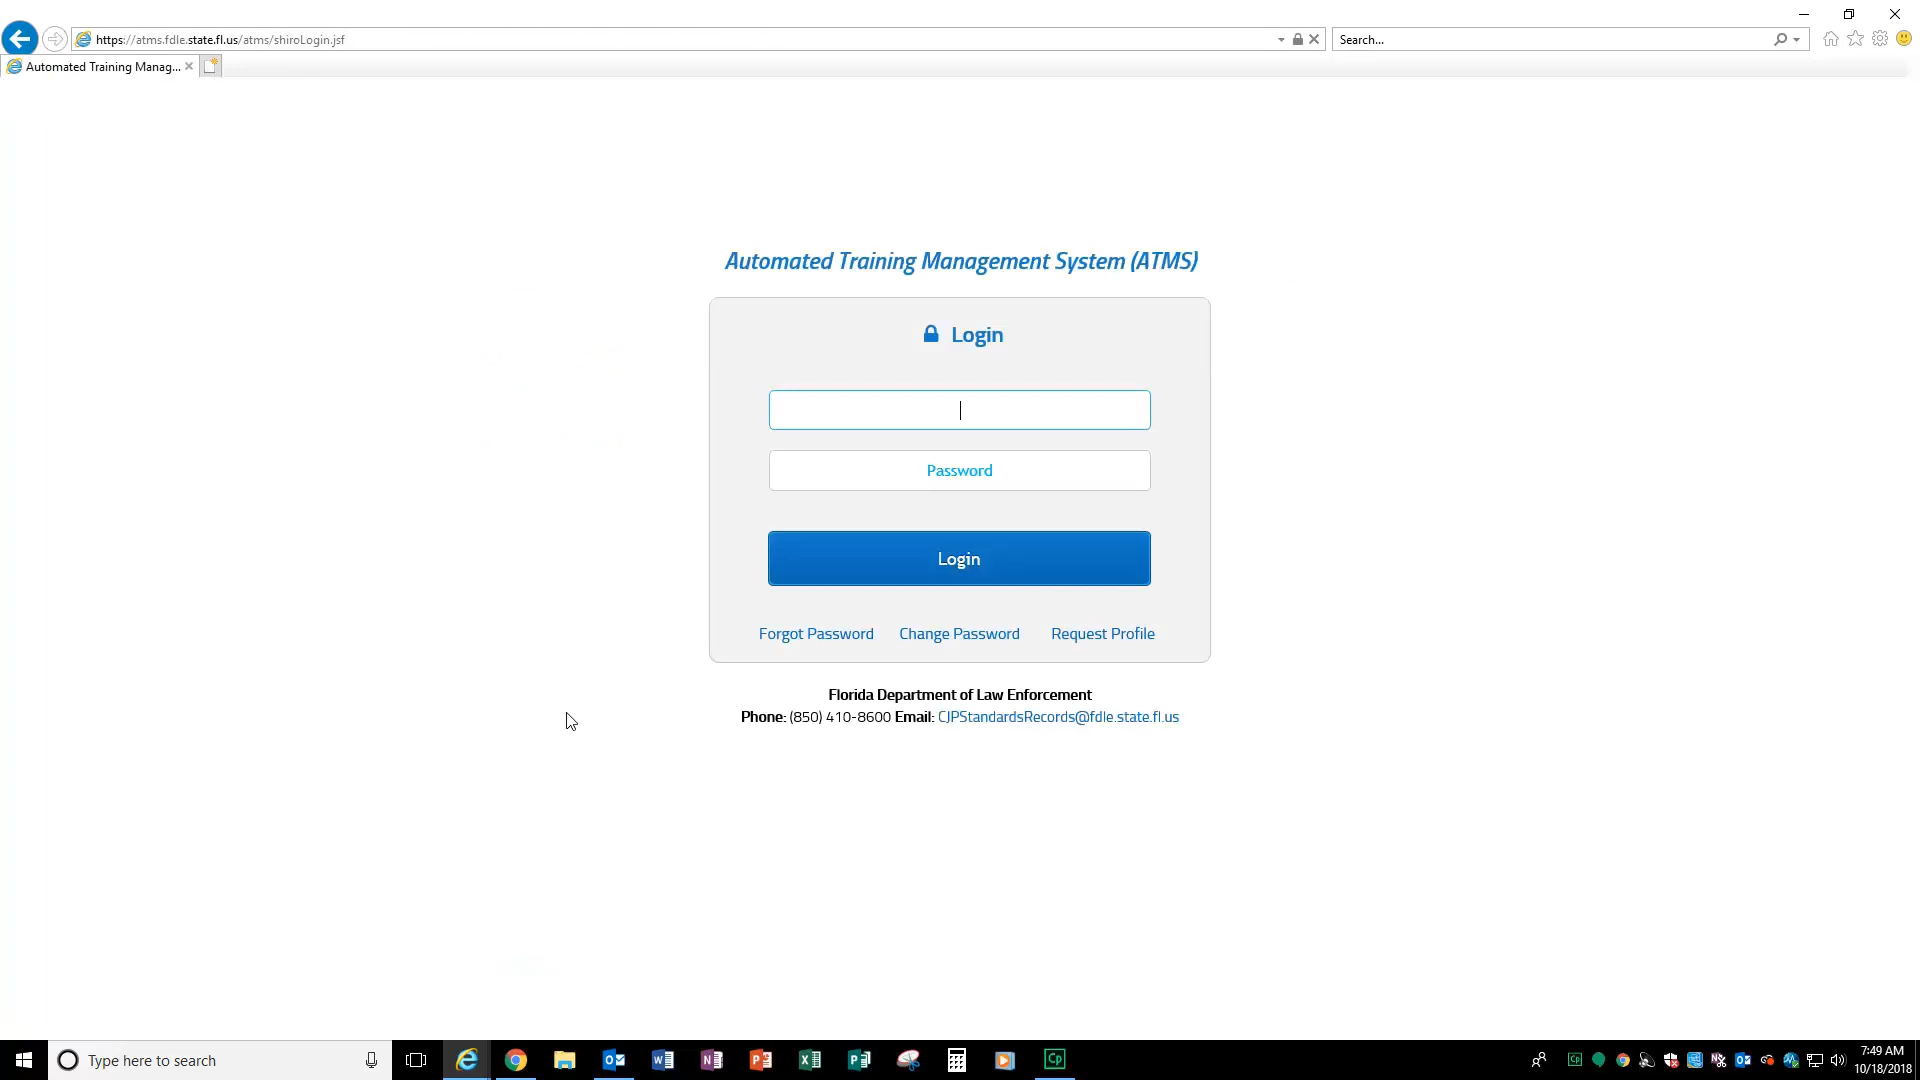 https://atms.fdle.state.fl.us/atms/shiroLogin.jsf
Search...
Automated Training Manag...
Automated Training Management System (ATMS)
Login
Password
Login
Forgot Password Change Password Request Profile
Florida Department of Law Enforcement
Phone: (850) 410-8600 Email: CJPStandardsRecords@fdle.state.fl.us
Type here to search
7:49 AM
10/18/2018